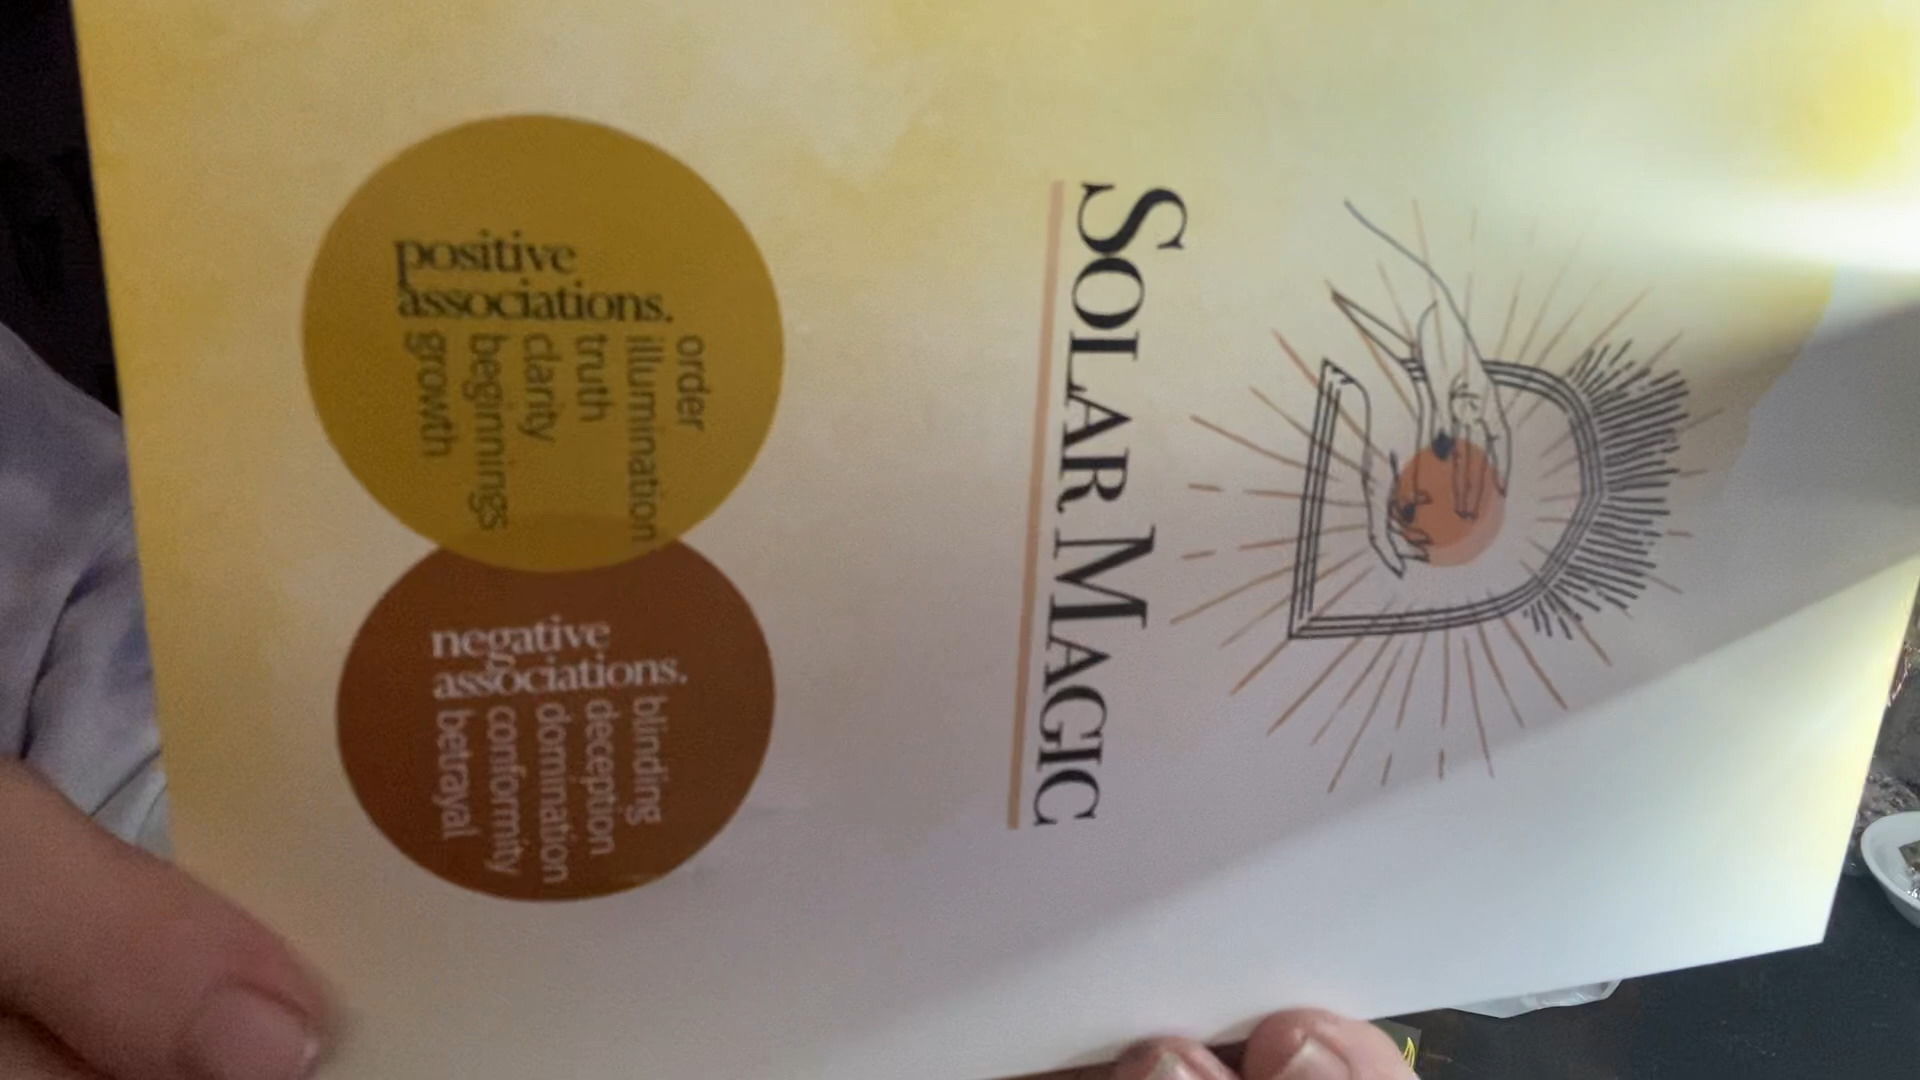 SOLAR MAGIC
positive
associations.
order
illumination
truth
clarity
beginnings
growth
negative
associations.
blinding
deception
domination
conformity
betrayal